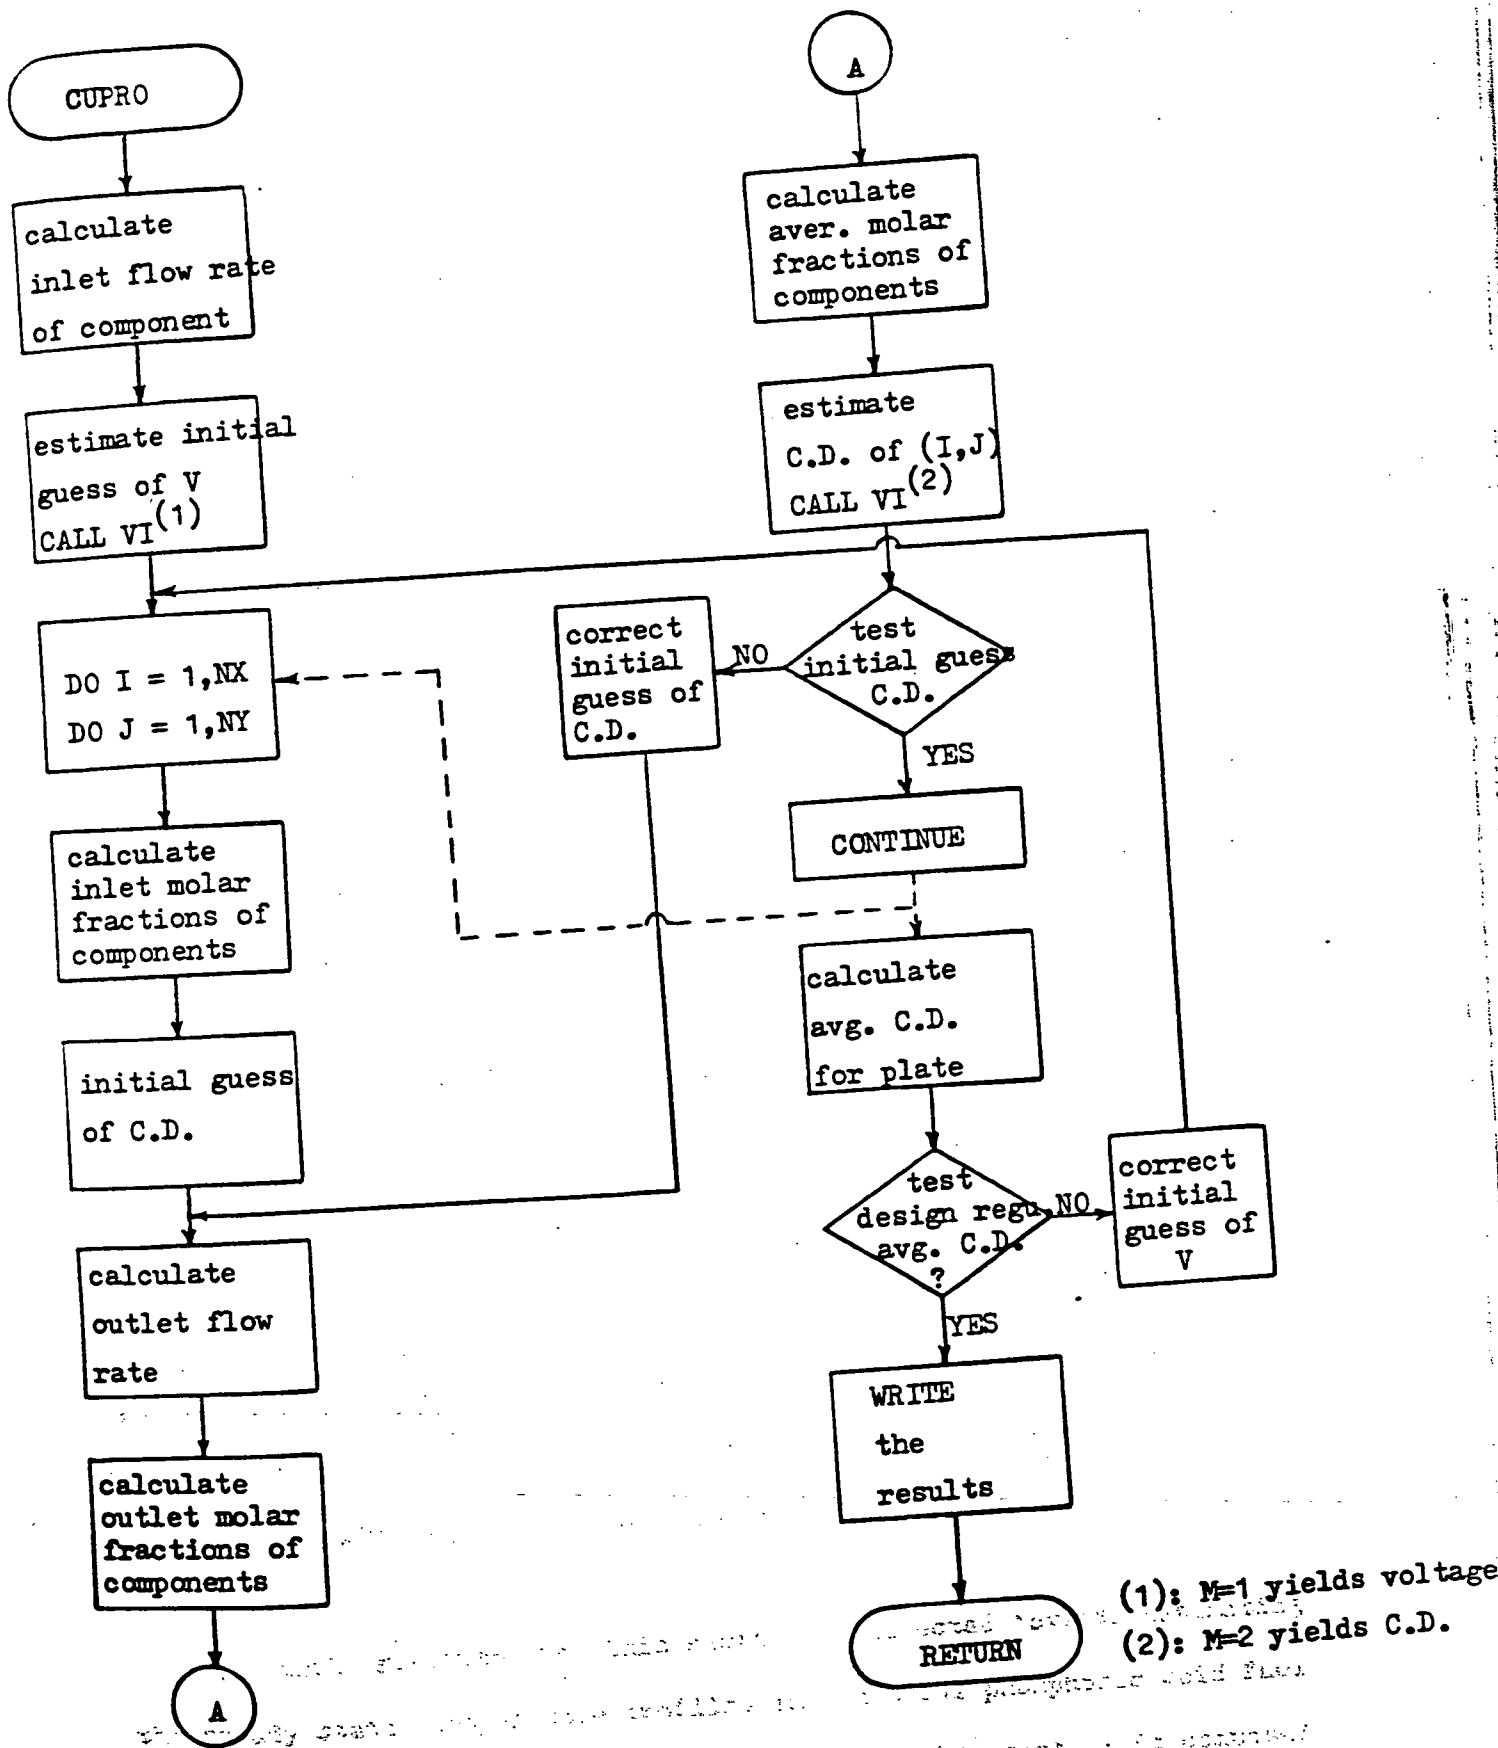 CUPRO
calculate
inlet flow rate
of component
estimate initial
guess of V
CALL VI(1)
DO I = 1,NX
DO J = 1,NY
calculate
inlet molar
fractions of
components
initial guess
of C.D.
calculate
outlet flow
rate
calculate
outlet molar
fractions of
components
A
A
calculate
aver. molar
fractions of
components
estimate
C.D. of (I,J)
CALL VI(2)
test
initial guess
C.D.
NO
correct
initial
guess of
C.D.
YES
CONTINUE
calculate
avg. C.D.
for plate
test
design regu.
avg. C.D.
?
NO
correct
initial
guess of
V
YES
WRITE
the
results
RETURN
(1): M=1 yields voltage
(2): M=2 yields C.D.